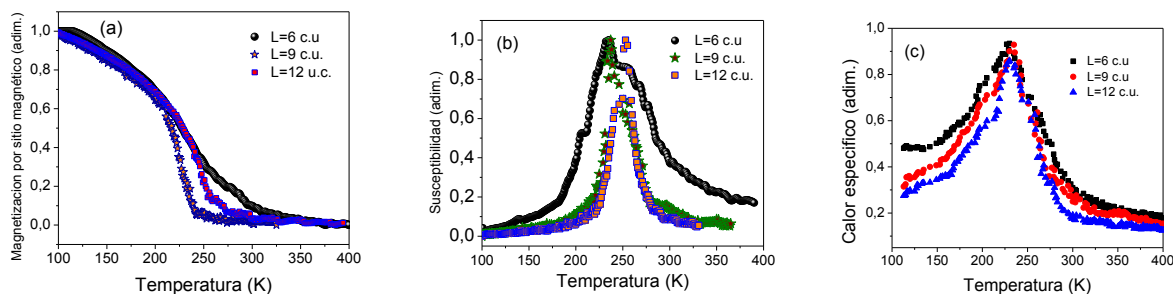 (a)
L=6 c.u
L=9 c.u.
L=12 u.c.
Magnetizacion por sitio magnético (adim.)
1,0
0,8
0,6
0,4
0,2
0,0
100 150 200 250 300 350 400
Temperatura (K)
(b)
L=6 c.u
L=9 c.u.
L=12 c.u.
Susceptibilidad (adim.)
1,0
0,8
0,6
0,4
0,2
0,0
100 150 200 250 300 350 400
Temperatura (K)
(c)
L=6 c.u
L=9 c.u
L=12 c.u.
Calor especifico (adim.)
1,0
0,8
0,6
0,4
0,2
100 150 200 250 300 350 400
Temperatura (K)